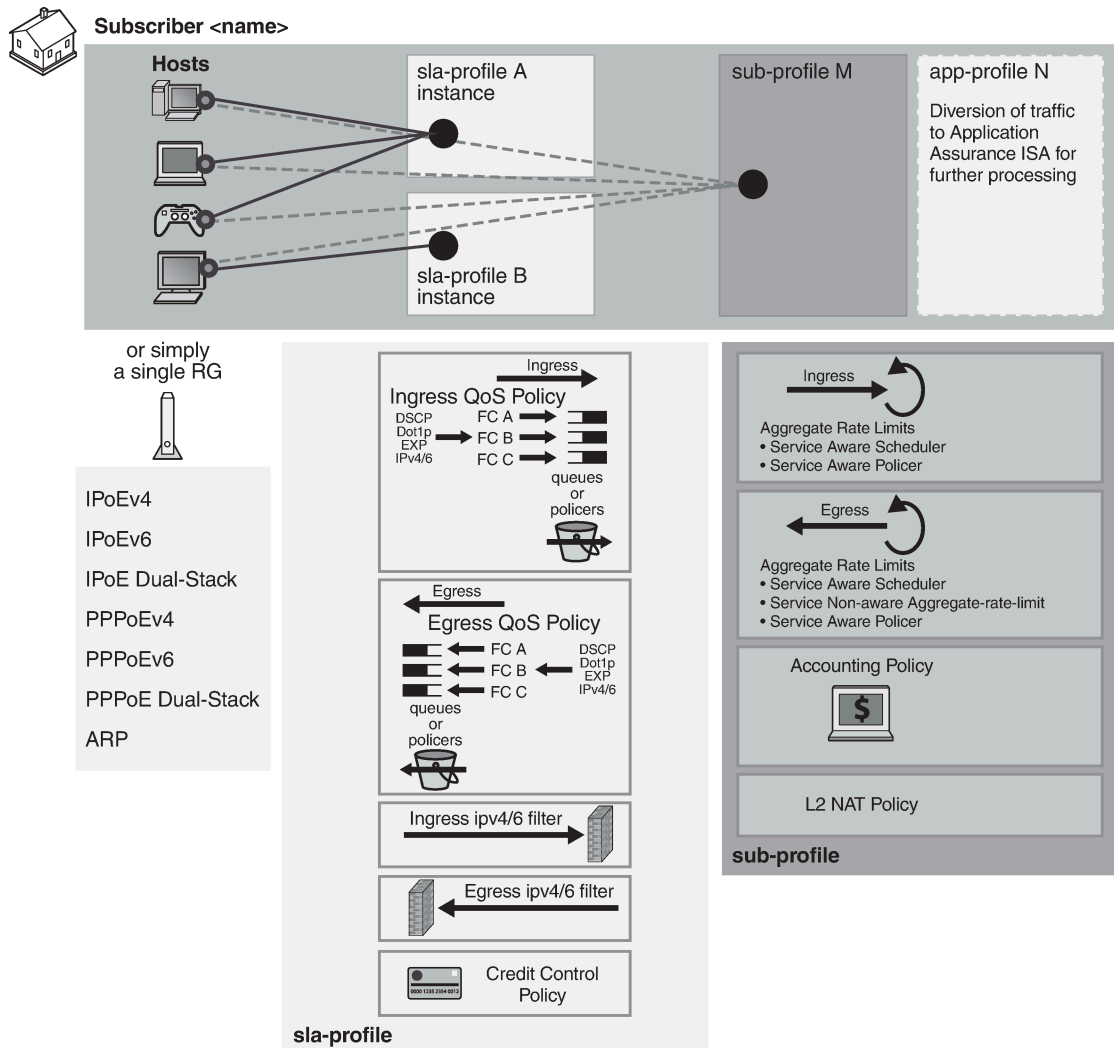 Subscriber <name>
Hosts
sla-profile A
instance
sub-profile M
app-profile N
Diversion of traffic
to Application
Assurance ISA for
further processing
sla-profile B
instance
or simply
a single RG
IPoEv4
IPoEv6
IPoE Dual-Stack
PPPoEv4
PPPoEv6
PPPoE Dual-Stack
ARP
Ingress
Ingress QoS Policy
DSCP
Dot1p
EXP
IPv4/6
FC A
FC B
FC C
queues
or
policers
Egress
Egress QoS Policy
FC A
FC B
FC C
DSCP
Dot1p
EXP
IPv4/6
queues
or
policers
Ingress ipv4/6 filter
Egress ipv4/6 filter
0000 1235 2354 0012
Credit Control
Policy
sla-profile
Ingress
Aggregate Rate Limits
• Service Aware Scheduler
• Service Aware Policer
Egress
Aggregate Rate Limits
• Service Aware Scheduler
• Service Non-aware Aggregate-rate-limit
• Service Aware Policer
Accounting Policy
$
L2 NAT Policy
sub-profile